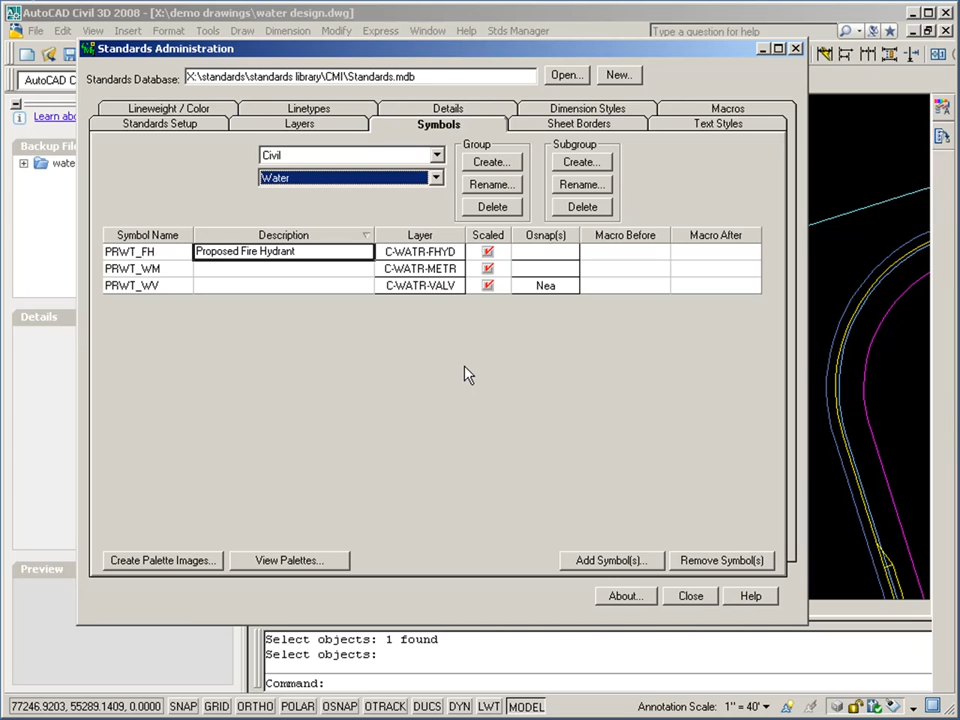 AutoCAD Civil 3D 2008 - [X:\demo drawings\water design.dwg]
File Edit View Insert Format Tools Draw Dimension Modify Express Window Help Stds Manager
Type a question for help
Standards Administration
AutoCAD C
Standards Database: X:\standards\standards library\CMI\Standards.mdb Open... New..
Lineweight / Color Linetypes Details Dimension Styles Macros
Standards Setup Layers Symbols Sheet Borders Text Styles
Learn abo
Backup File
wate
Civil
Water
Group
Create...
Rename...
Delete
Subgroup
Create...
Rename...
Delete
Symbol Name Description Layer Scaled Osnap(s) Macro Before Macro After
PRWT_FH Proposed Fire Hydrant C-WATR-FHYD
PRWT_WM C-WATR-METR
PRWT_WV C-WATR-VALV Nea
Details
Create Palette Images... View Palettes... Add Symbol(s)... Remove Symbol(s)
Preview
About... Close Help
Select objects: 1 found
Select objects:
Command:
77246.9203, 55289.1409, 0.0000 SNAP GRID ORTHO POLAR OSNAP OTRACK DUCS DYN LWT MODEL Annotation Scale: 1" = 40'